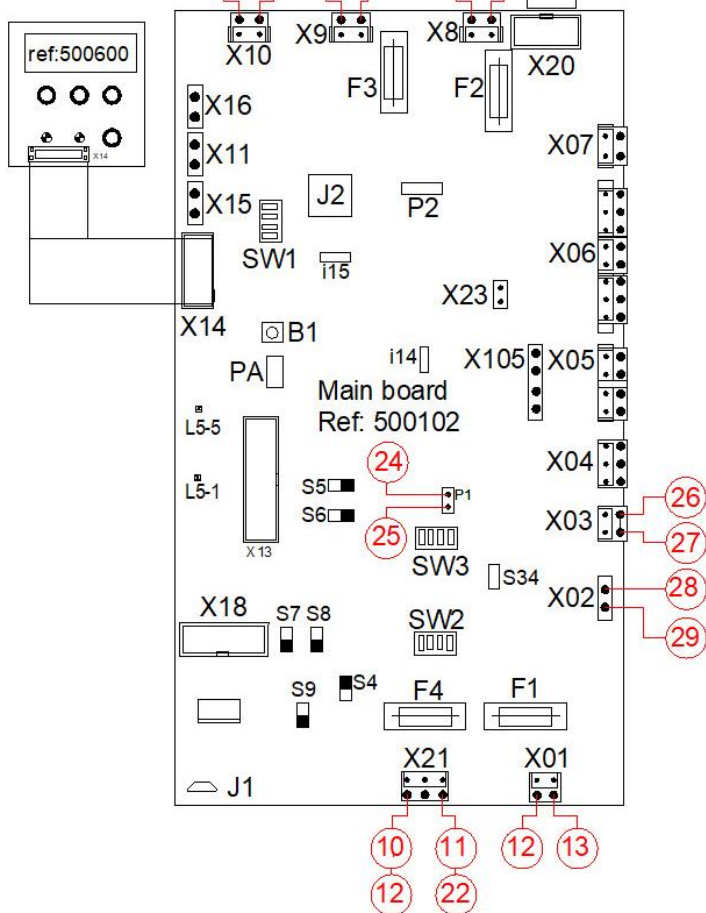 X10
X9
X8
X20
ref:500600
X14
F3
F2
X16
X11
X15
X07
J2
P2
SW1
i15
X06
X23
X14
B1
i14
X105
X05
PA
Main board
Ref: 500102
L5-5
L5-1
24
P1
X04
S5
S6
25
SW3
X03
26
27
X13
S34
X02
28
29
X18
S7
S8
SW2
S9
S4
F4
F1
X21
X01
J1
10
11
12
13
12
22